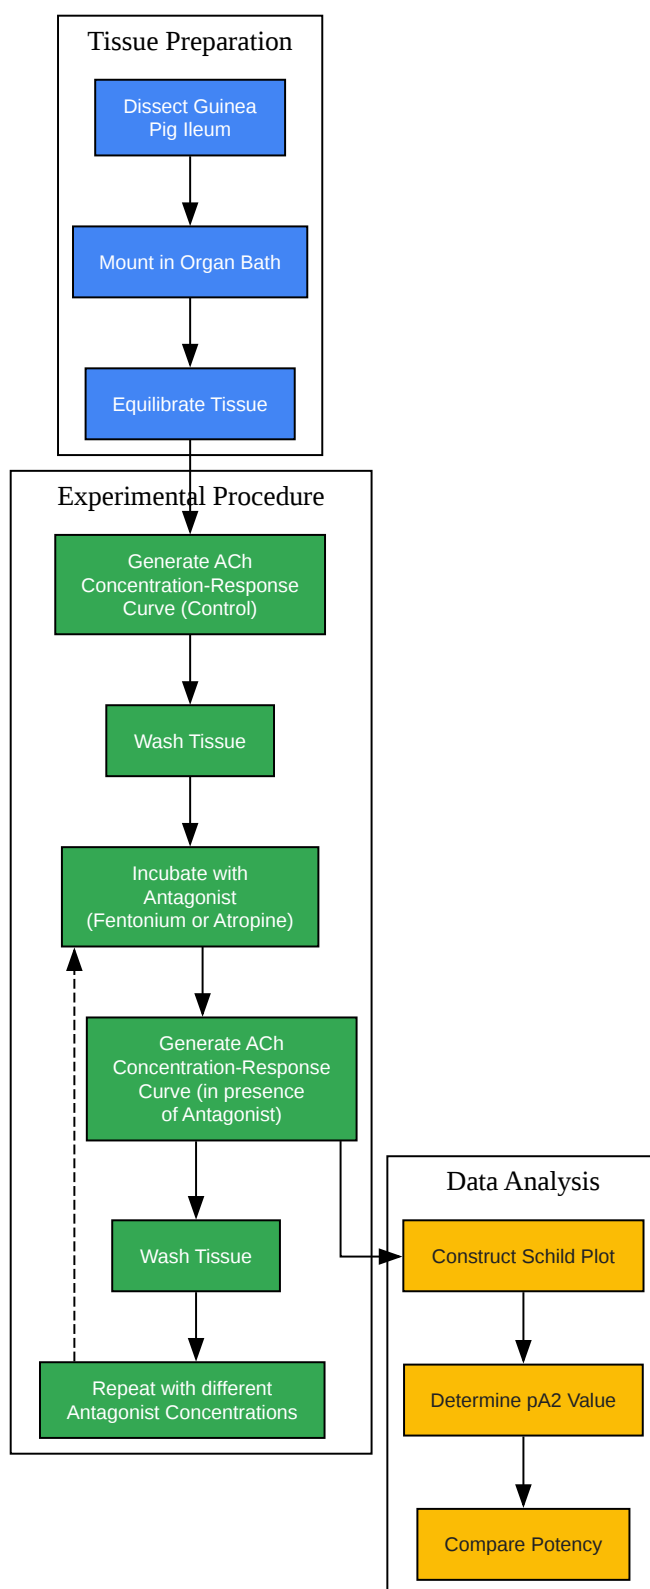 Tissue Preparation
Dissect Guinea
Pig Ileum
Mount in Organ Bath
Equilibrate Tissue
Experimental Procedure
Generate ACh
Concentration-Response
Curve (Control)
Wash Tissue
Incubate with
Antagonist
(Fentonium or Atropine)
Generate ACh
Concentration-Response
Curve (in presence
of Antagonist)
Wash Tissue
Repeat with different
Antagonist Concentrations
Data Analysis
Construct Schild Plot
Determine pA2 Value
Compare Potency